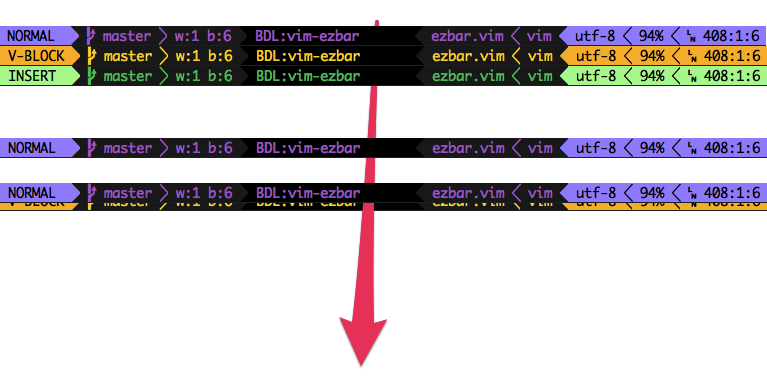 NORMAL master w:1 b:6 BDL:vim-ezbar ezbar.vim vim utf-8 94% ␤ 408:1:6
V-BLOCK master w:1 b:6 BDL:vim-ezbar ezbar.vim vim utf-8 94% ␤ 408:1:6
INSERT master w:1 b:6 BDL:vim-ezbar ezbar.vim vim utf-8 94% ␤ 408:1:6
NORMAL master w:1 b:6 BDL:vim-ezbar ezbar.vim vim utf-8 94% ␤ 408:1:6
NORMAL master w:1 b:6 BDL:vim-ezbar ezbar.vim vim utf-8 94% ␤ 408:1:6
V-BLOCK master w:1 b:6 BDL:vim-ezbar ezbar.vim vim utf-8 94% ␤ 408:1:6